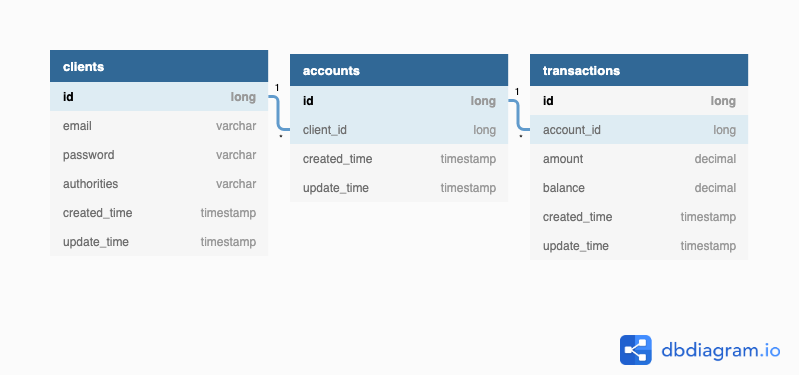 clients
id long
email varchar
password varchar
authorities varchar
created_time timestamp
update_time timestamp
1
*
accounts
id long
client_id long
created_time timestamp
update_time timestamp
1
*
transactions
id long
account_id long
amount decimal
balance decimal
created_time timestamp
update_time timestamp
dbdiagram.io